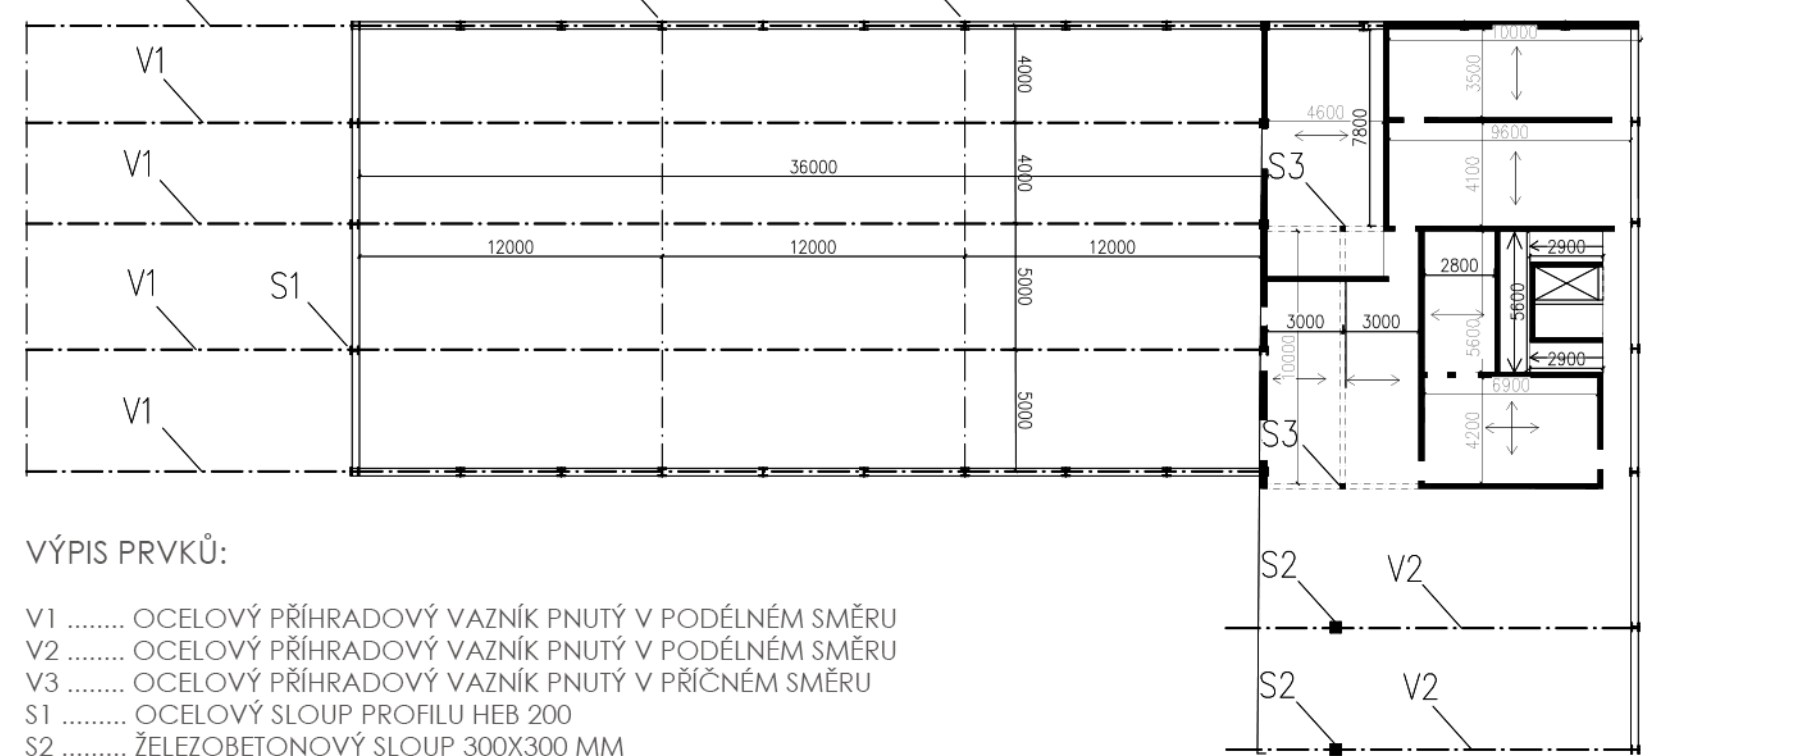 10000
V1
4000
3500
4600
7800
9600
V1
36000
4000
S3
4100
12000
12000
12000
2900
V1
S1
5000
2800
5600
3000
3000
10000
5600
2900
V1
5000
6900
S3
4200
VÝPIS PRVKŮ:
S2
V2
V1 ........ OCELOVÝ PŘÍHRADOVÝ VAZNÍK PNUTÝ V PODÉLNÉM SMĚRU
V2 ........ OCELOVÝ PŘÍHRADOVÝ VAZNÍK PNUTÝ V PODÉLNÉM SMĚRU
V3 ........ OCELOVÝ PŘÍHRADOVÝ VAZNÍK PNUTÝ V PŘÍČNÉM SMĚRU
S2
V2
S1 ......... OCELOVÝ SLOUP PROFILU HEB 200
S2 ......... ŽELEZOBETONOVÝ SLOUP 300X300 MM